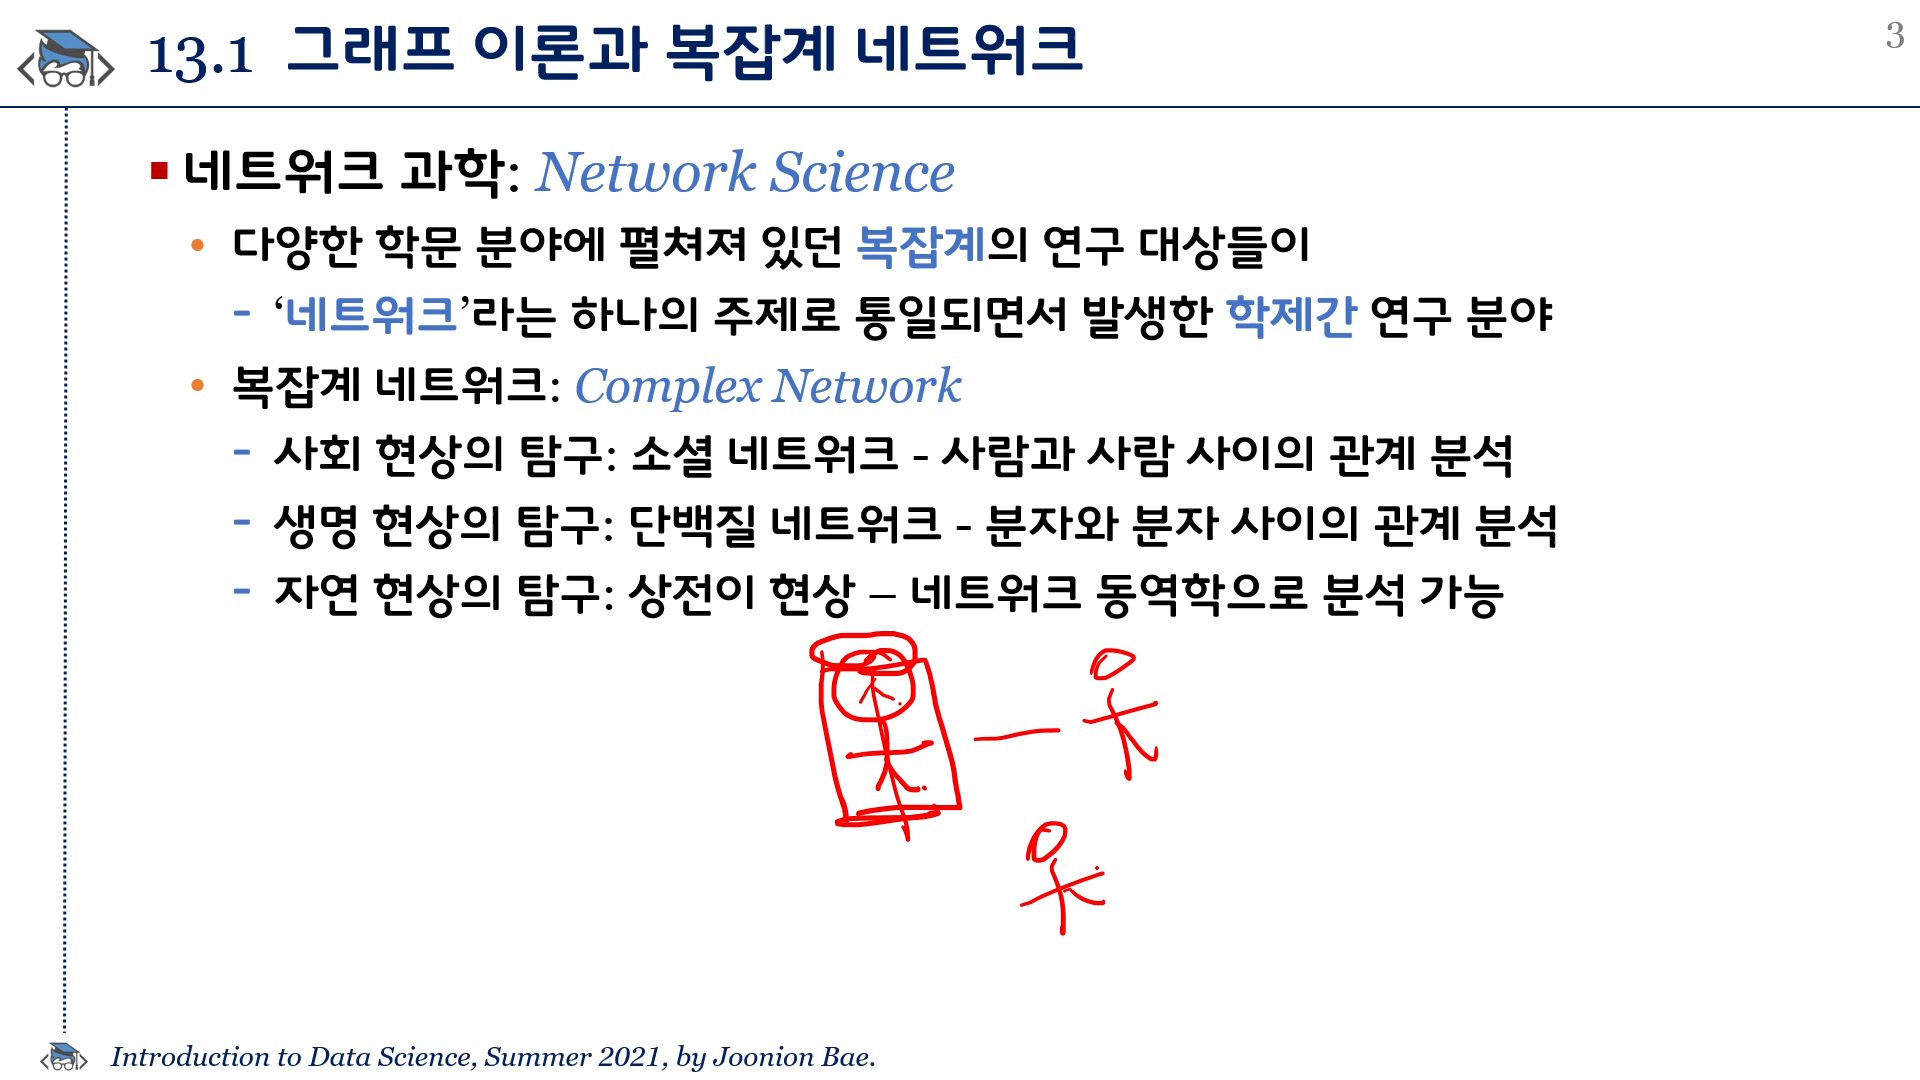 13.1 그래프 이론과 복잡계 네트워크
3
네트워크 과학: Network Science
다양한 학문 분야에 펼쳐져 있던 복잡계의 연구 대상들이
- ‘네트워크’라는 하나의 주제로 통일되면서 발생한 학제간 연구 분야
복잡계 네트워크: Complex Network
- 사회 현상의 탐구: 소셜 네트워크 - 사람과 사람 사이의 관계 분석
- 생명 현상의 탐구: 단백질 네트워크 - 분자와 분자 사이의 관계 분석
- 자연 현상의 탐구: 상전이 현상 – 네트워크 동역학으로 분석 가능
Introduction to Data Science, Summer 2021, by Joonion Bae.